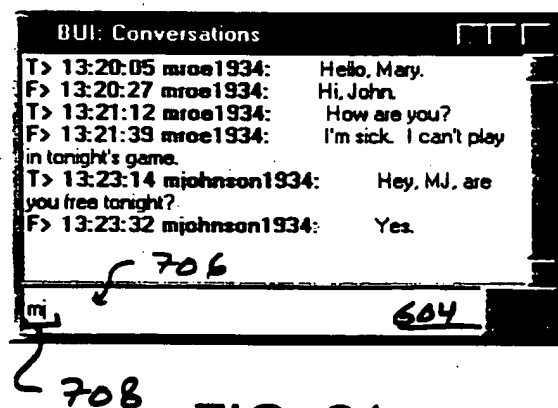 BUI: Conversations
T> 13:20:05 mroe1934: Hello, Mary.
F> 13:20:27 mroe1934: Hi, John.
T> 13:21:12 mroe1934: How are you?
F> 13:21:39 mroe1934: I'm sick. I can't play
in tonight's game.
T> 13:23:14 mjohnson1934: Hey, MJ, are
you free tonight?
F> 13:23:32 mjohnson1934: Yes.
706
mj 604
708